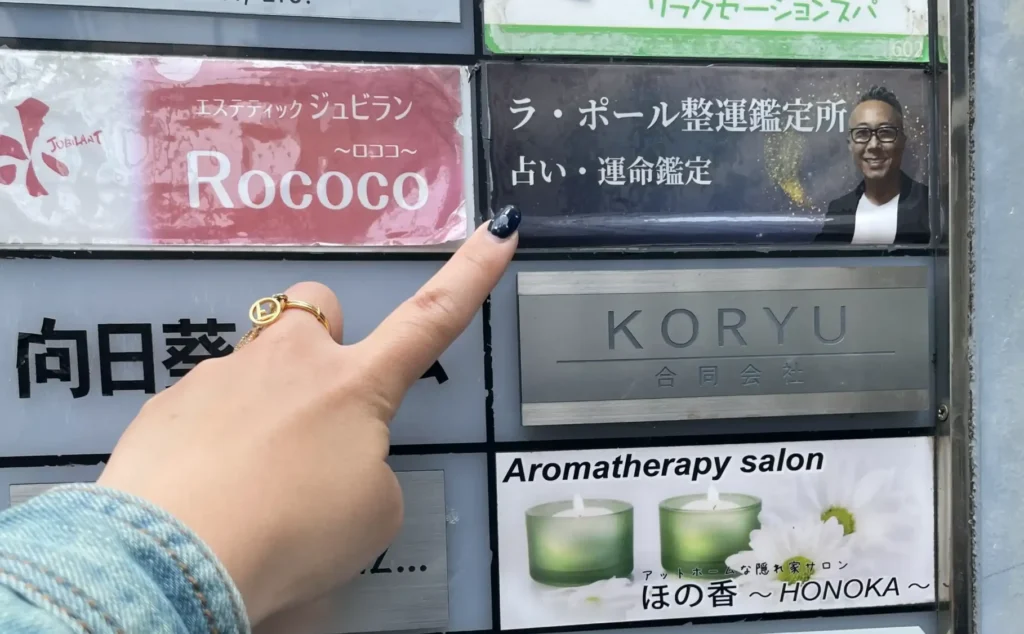 リラクゼーションスパ
602
JUBILANT
エステティック ジュビラン
～ロココ～
Rococo
ラ・ポール整運鑑定所
占い・運命鑑定
向日葵
KORYU
合同会社
Aromatherapy salon
アットホームな隠れ家サロン
ほの香 ～ HONOKA ～